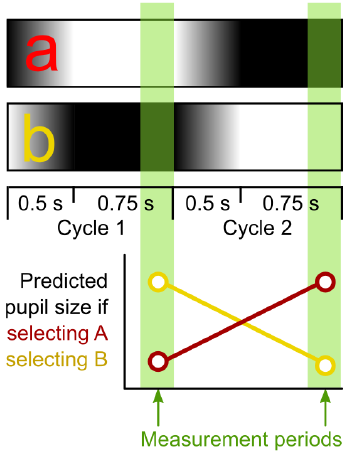 a
b
0.5 s 0.75 s 0.5 s 0.75 s
Cycle 1 Cycle 2
Predicted
pupil size if
selecting A
selecting B
Measurement periods